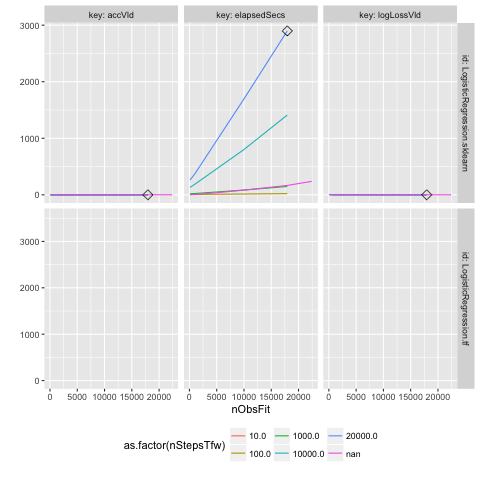 key: accVld key: elapsedSecs key: logLossVld
3000
2000
1000
0
id: LogisticRegression.sklearn
3000
2000
1000
0
id: LogisticRegression.tf
0 5000 10000 15000 20000 0 5000 10000 15000 20000 0 5000 10000 15000 20000
nObsFit
as.factor(nStepsTfw)
10.0 1000.0 20000.0
100.0 10000.0 nan